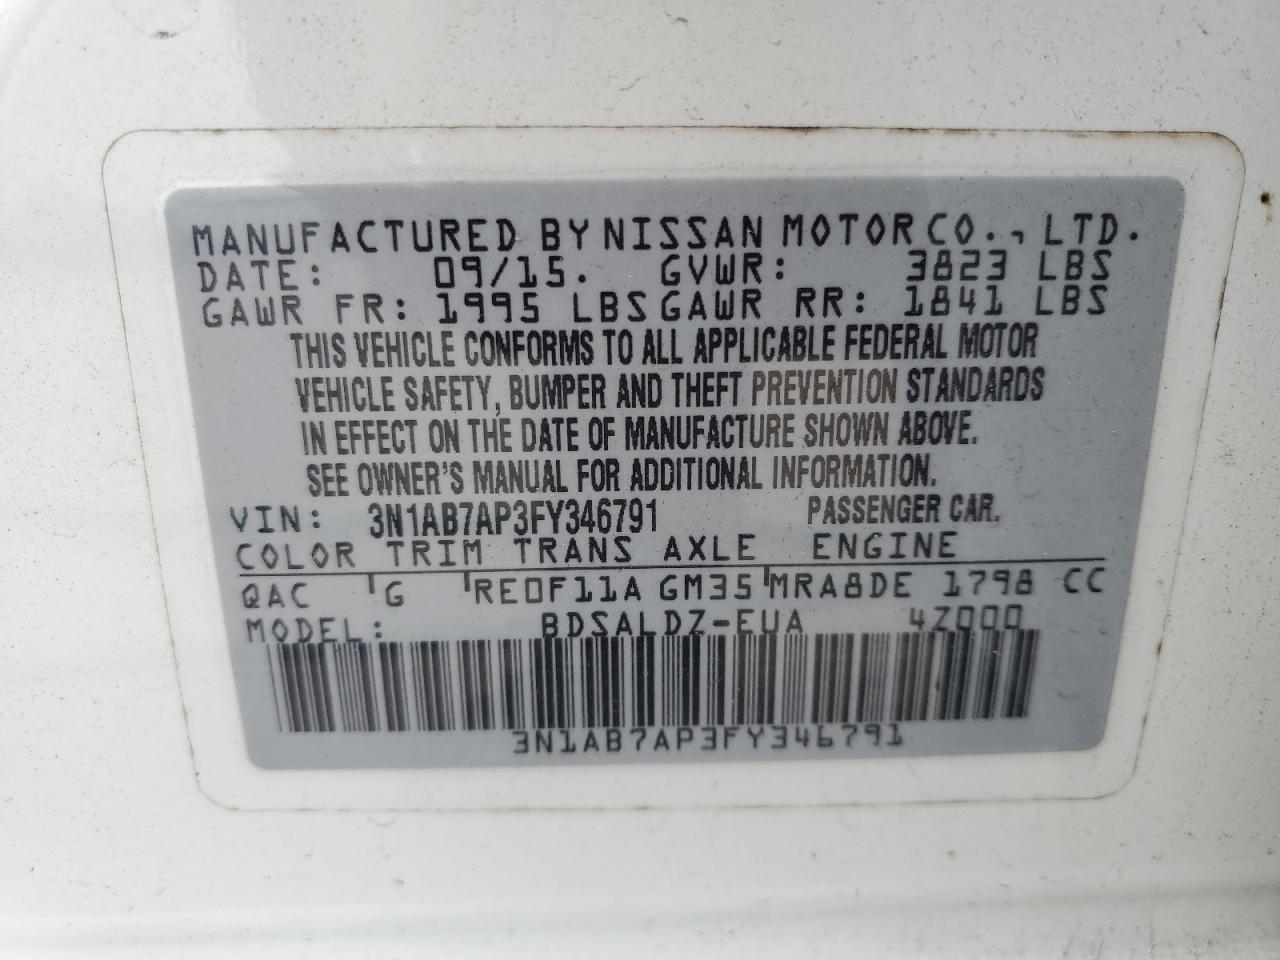 MANUFACTURED BY NISSAN MOTOR CO., LTD.
DATE: 09/15. GVWR: 3823 LBS
GAWR FR: 1995 LBS GAWR RR: 1841 LBS
THIS VEHICLE CONFORMS TO ALL APPLICABLE FEDERAL MOTOR
VEHICLE SAFETY, BUMPER AND THEFT PREVENTION STANDARDS
IN EFFECT ON THE DATE OF MANUFACTURE SHOWN ABOVE.
SEE OWNER'S MANUAL FOR ADDITIONAL INFORMATION.
VIN: 3N1AB7AP3FY346791 PASSENGER CAR.
COLOR TRIM TRANS AXLE ENGINE
QAC G RE0F11A GM35 MRA8DE 1798 CC
MODEL: BDSALDZ-EUA 4Z000
3N1AB7AP3FY346791